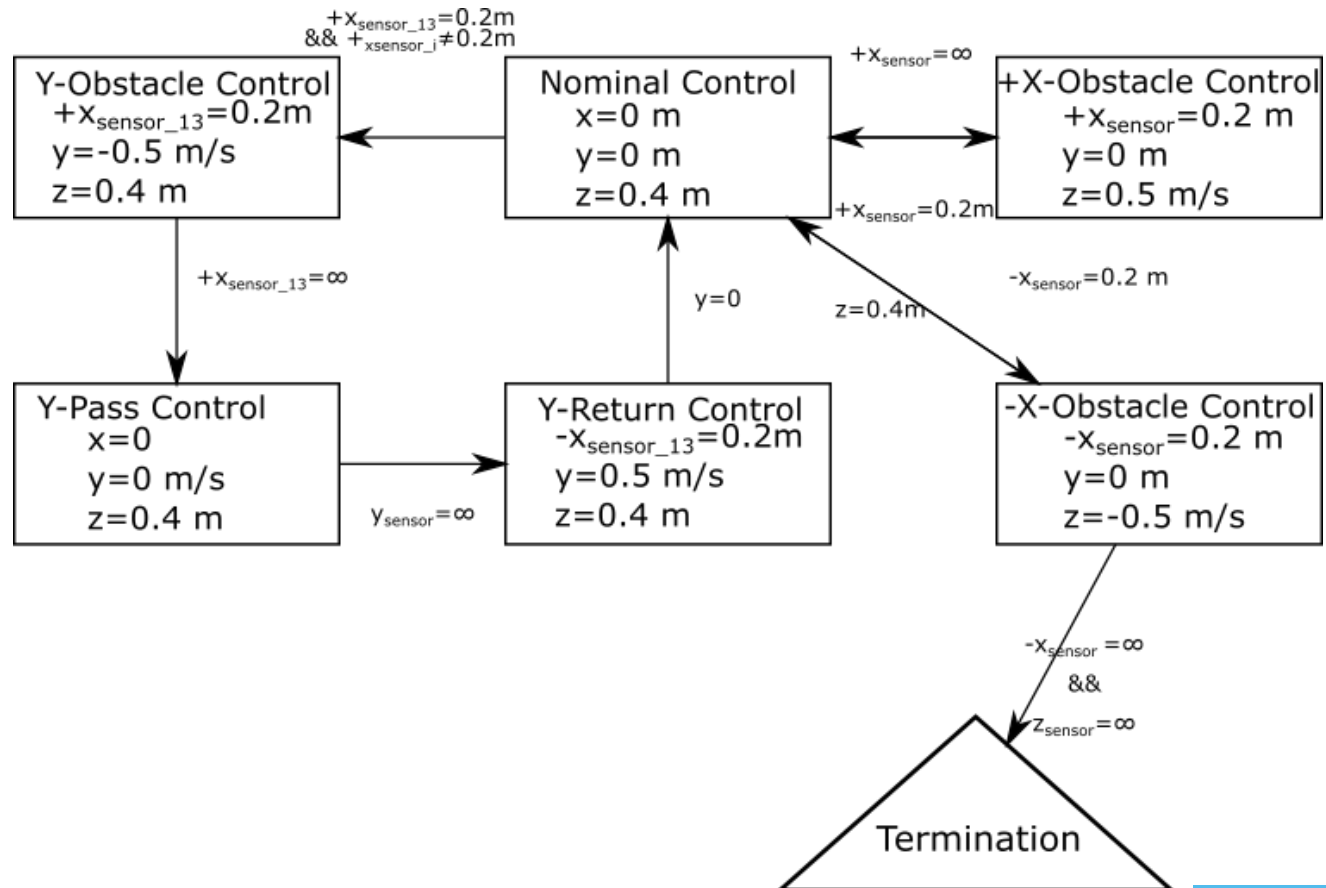 +xsensor_13=0.2m
&& +xsensor_i≠0.2m
Y-Obstacle Control
+xsensor_13=0.2m
y=-0.5 m/s
z=0.4 m
Nominal Control
x=0 m
y=0 m
z=0.4 m
+xsensor=∞
+X-Obstacle Control
+xsensor=0.2 m
y=0 m
z=0.5 m/s
+xsensor=0.2m
+xsensor_13=∞
y=0
z=0.4m
-xsensor=0.2 m
Y-Pass Control
x=0
y=0 m/s
z=0.4 m
ysensor=∞
Y-Return Control
-xsensor_13=0.2m
y=0.5 m/s
z=0.4 m
-X-Obstacle Control
-xsensor=0.2 m
y=0 m
z=-0.5 m/s
-xsensor =∞
&&
zsensor=∞
Termination